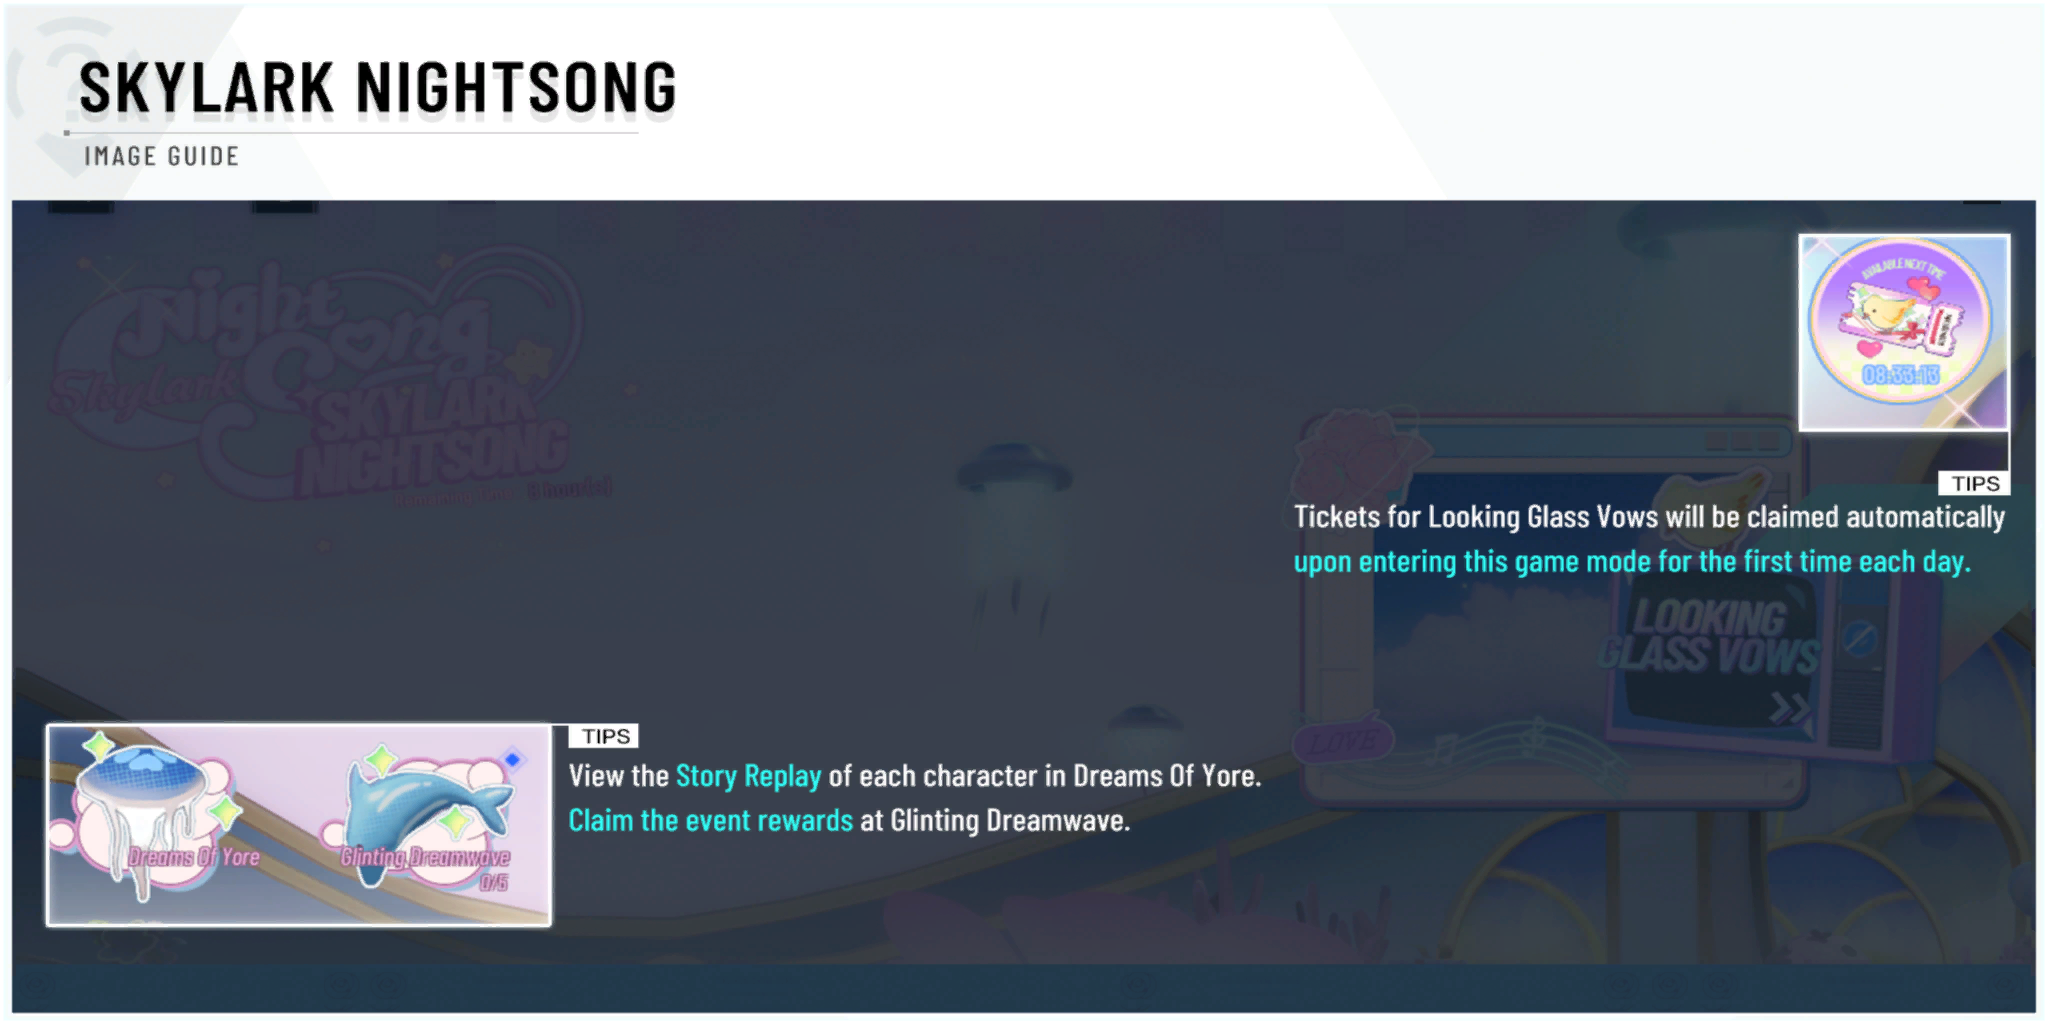 SKYLARK NIGHTSONG
IMAGE GUIDE
Night
Song
Skylark
SKYLARK
NIGHTSONG
AVAILABLE NEXT TIME
08:33:13
TIPS
Tickets for Looking Glass Vows will be claimed automatically
upon entering this game mode for the first time each day.
LOOKING
GLASS VOWS
LOVE
TIPS
View the Story Replay of each character in Dreams Of Yore.
Claim the event rewards at Glinting Dreamwave.
Dreams Of Yore
Glinting Dreamwave
0/6